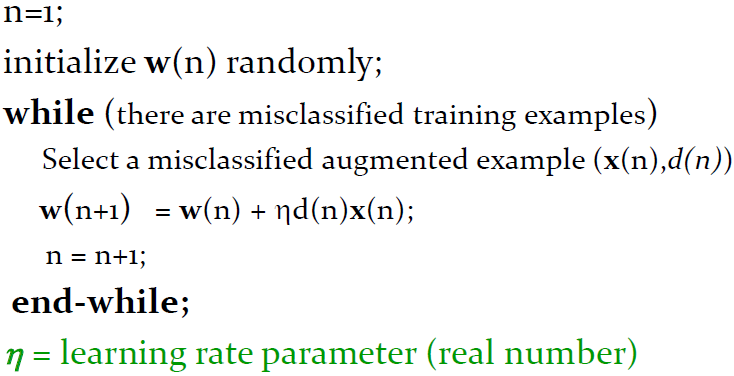 n=1;
initialize w(n) randomly;
while (there are misclassified training examples)
Select a misclassified augmented example (x(n),d(n))
w(n+1) = w(n) + ηd(n)x(n);
n = n+1;
end-while;
η = learning rate parameter (real number)